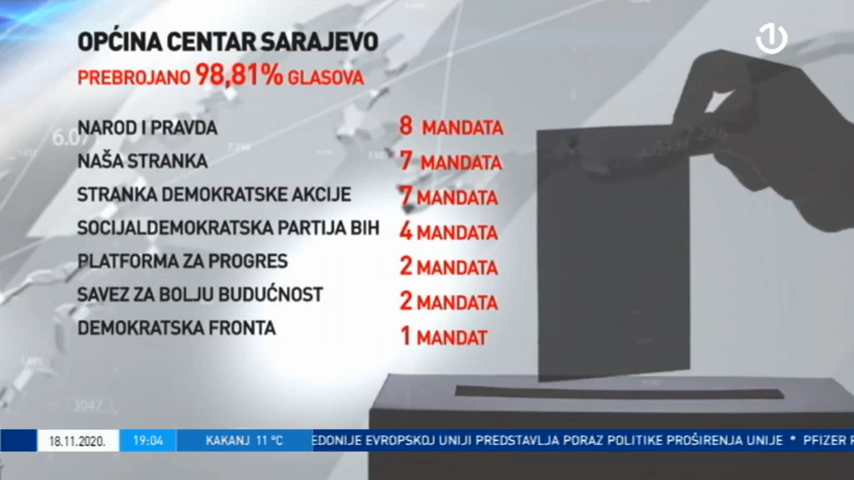 OPĆINA CENTAR SARAJEVO
PREBROJANO 98,81% GLASOVA
NAROD I PRAVDA 8 MANDATA
NAŠA STRANKA 7 MANDATA
STRANKA DEMOKRATSKE AKCIJE 7 MANDATA
SOCIJALDEMOKRATSKA PARTIJA BIH 4 MANDATA
PLATFORMA ZA PROGRES 2 MANDATA
SAVEZ ZA BOLJU BUDUĆNOST 2 MANDATA
DEMOKRATSKA FRONTA 1 MANDAT
18.11.2020. 19:04 KAKANJ 11 °C EDONIJE EVROPSKOJ UNIJI PREDSTAVLJA PORAZ POLITIKE PROŠIRENJA UNIJE * PFIZER